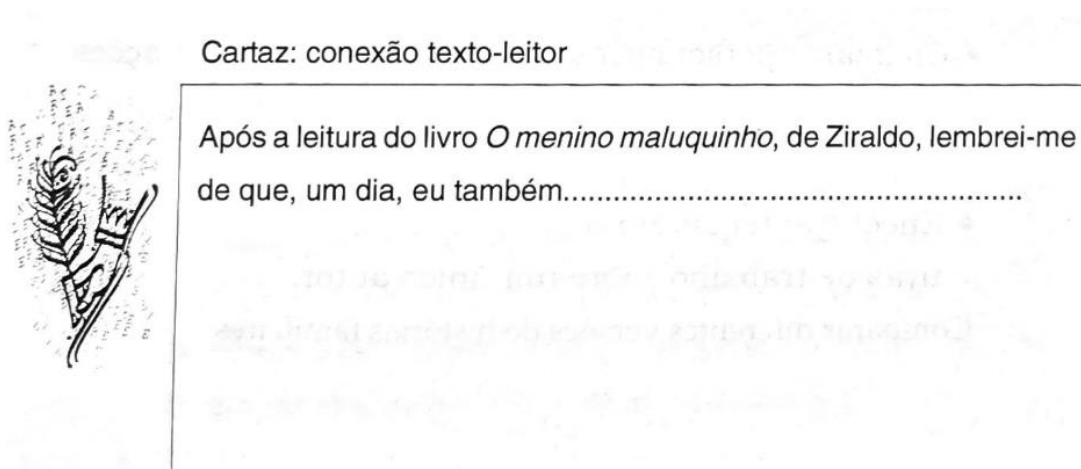 Cartaz: conexão texto-leitor
Após a leitura do livro O menino maluquinho, de Ziraldo, lembrei-me
de que, um dia, eu também......................................................